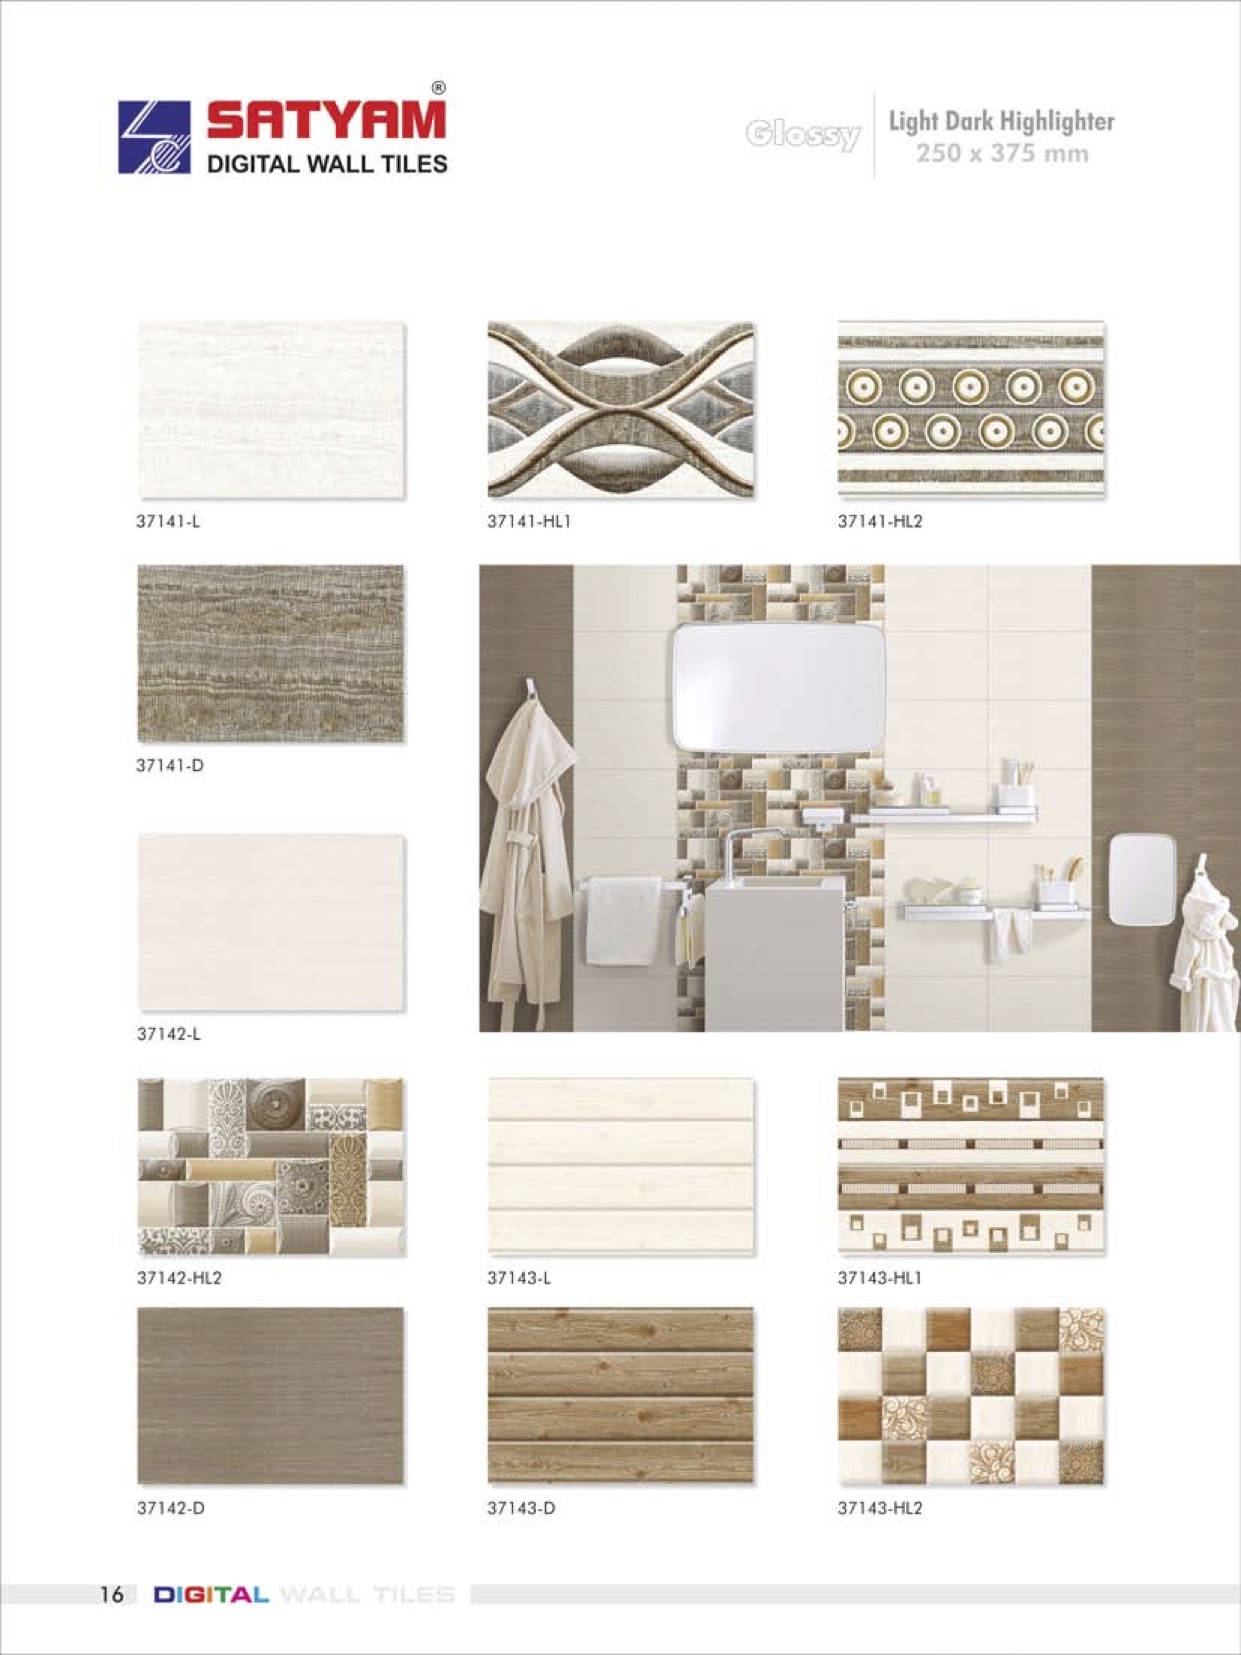 ®
SATYAM
DIGITAL WALL TILES
Glossy
Light Dark Highlighter
250 x 375 mm
37141-L
37141-HL1
37141-HL2
37141-D
37142-L
37142-HL2
37143-L
37143-HL1
37142-D
37143-D
37143-HL2
16 DIGITAL WALL TILES